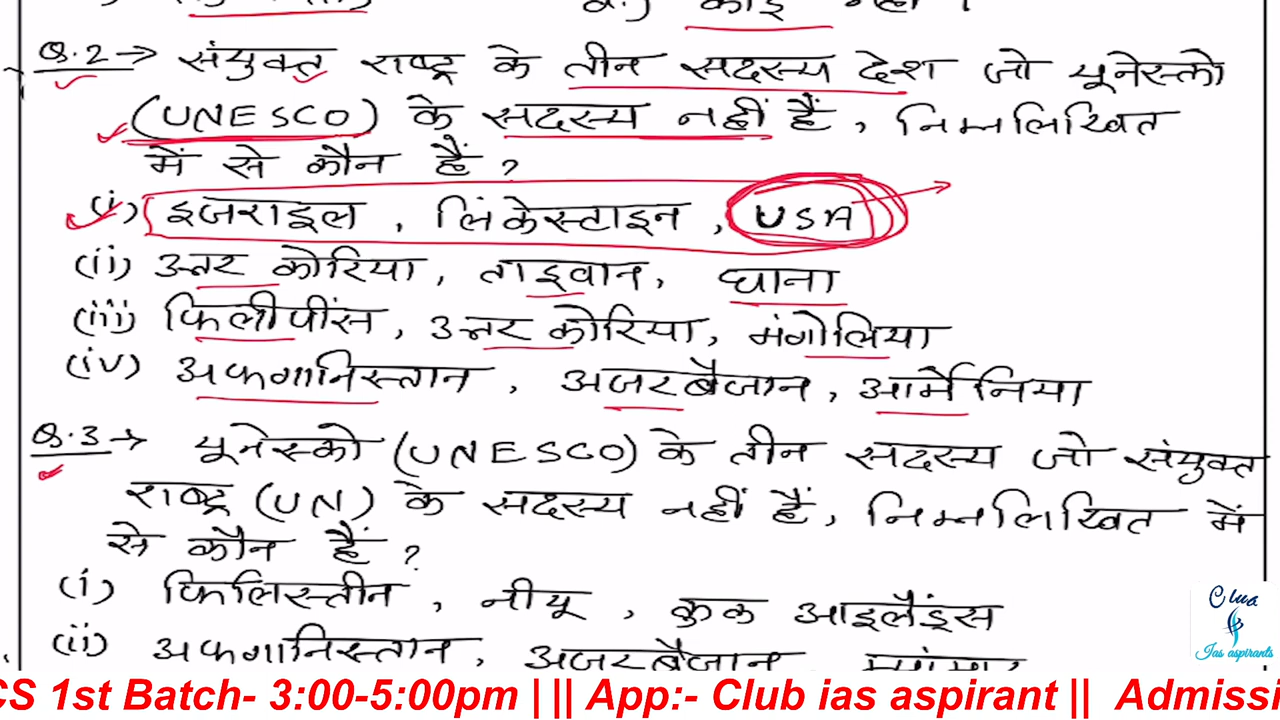 2.) कोई नहीं।
Q.2→ संयुक्त राष्ट्र के तीन सदस्य देश जो यूनेस्को
(UNESCO) के सदस्य नहीं हैं, निम्नलिखित
में से कौन हैं?
(i) इजराइल, लिंकेस्टाइन, USA
(ii) उत्तर कोरिया, ताइवान, घाना
(iii) फिलीपींस, उत्तर कोरिया, मंगोलिया
(iv) अफगानिस्तान, अजरबैजान, आर्मेनिया
Q.3→ यूनेस्को (UNESCO) के तीन सदस्य जो संयुक्त
राष्ट्र (UN) के सदस्य नहीं हैं, निम्नलिखित में
से कौन हैं?
(i) फिलिस्तीन, नीयू, कुक आइलैंड्स
(ii) अफगानिस्तान, अजरबैजान
Club
Ias aspirants
CS 1st Batch- 3:00-5:00pm | || App:- Club ias aspirant || Admissi